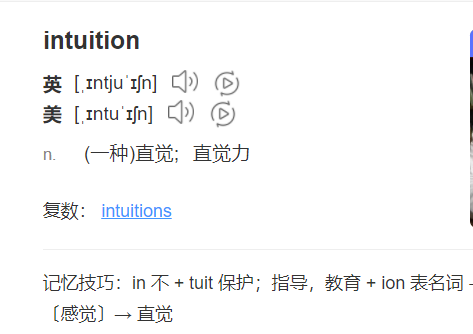 intuition
英 [ˌɪntjuˈɪʃn]
美 [ˌɪntuˈɪʃn]
n. (一种)直觉；直觉力
复数： intuitions
记忆技巧：in 不 + tuit 保护；指导，教育 + ion 表名词
〔感觉〕→ 直觉